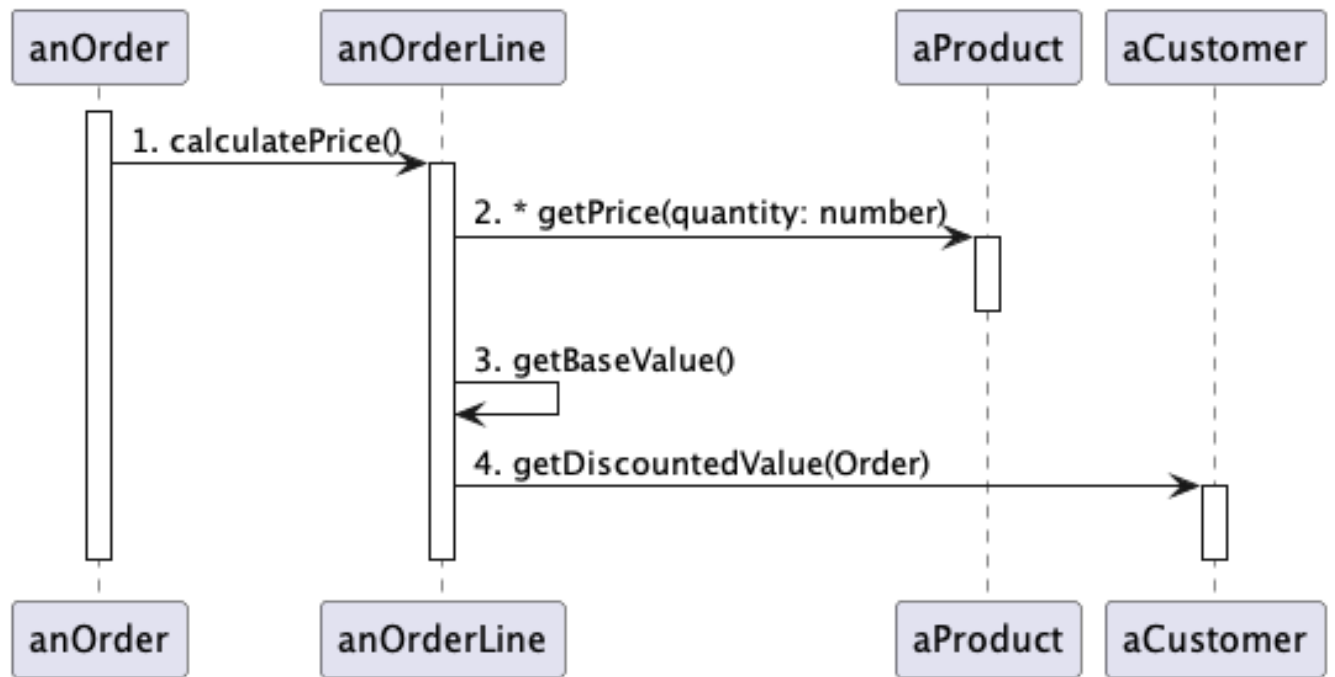 anOrder
anOrderLine
aProduct
aCustomer
1. calculatePrice()
2. * getPrice(quantity: number)
3. getBaseValue()
4. getDiscountedValue(Order)
anOrder
anOrderLine
aProduct
aCustomer